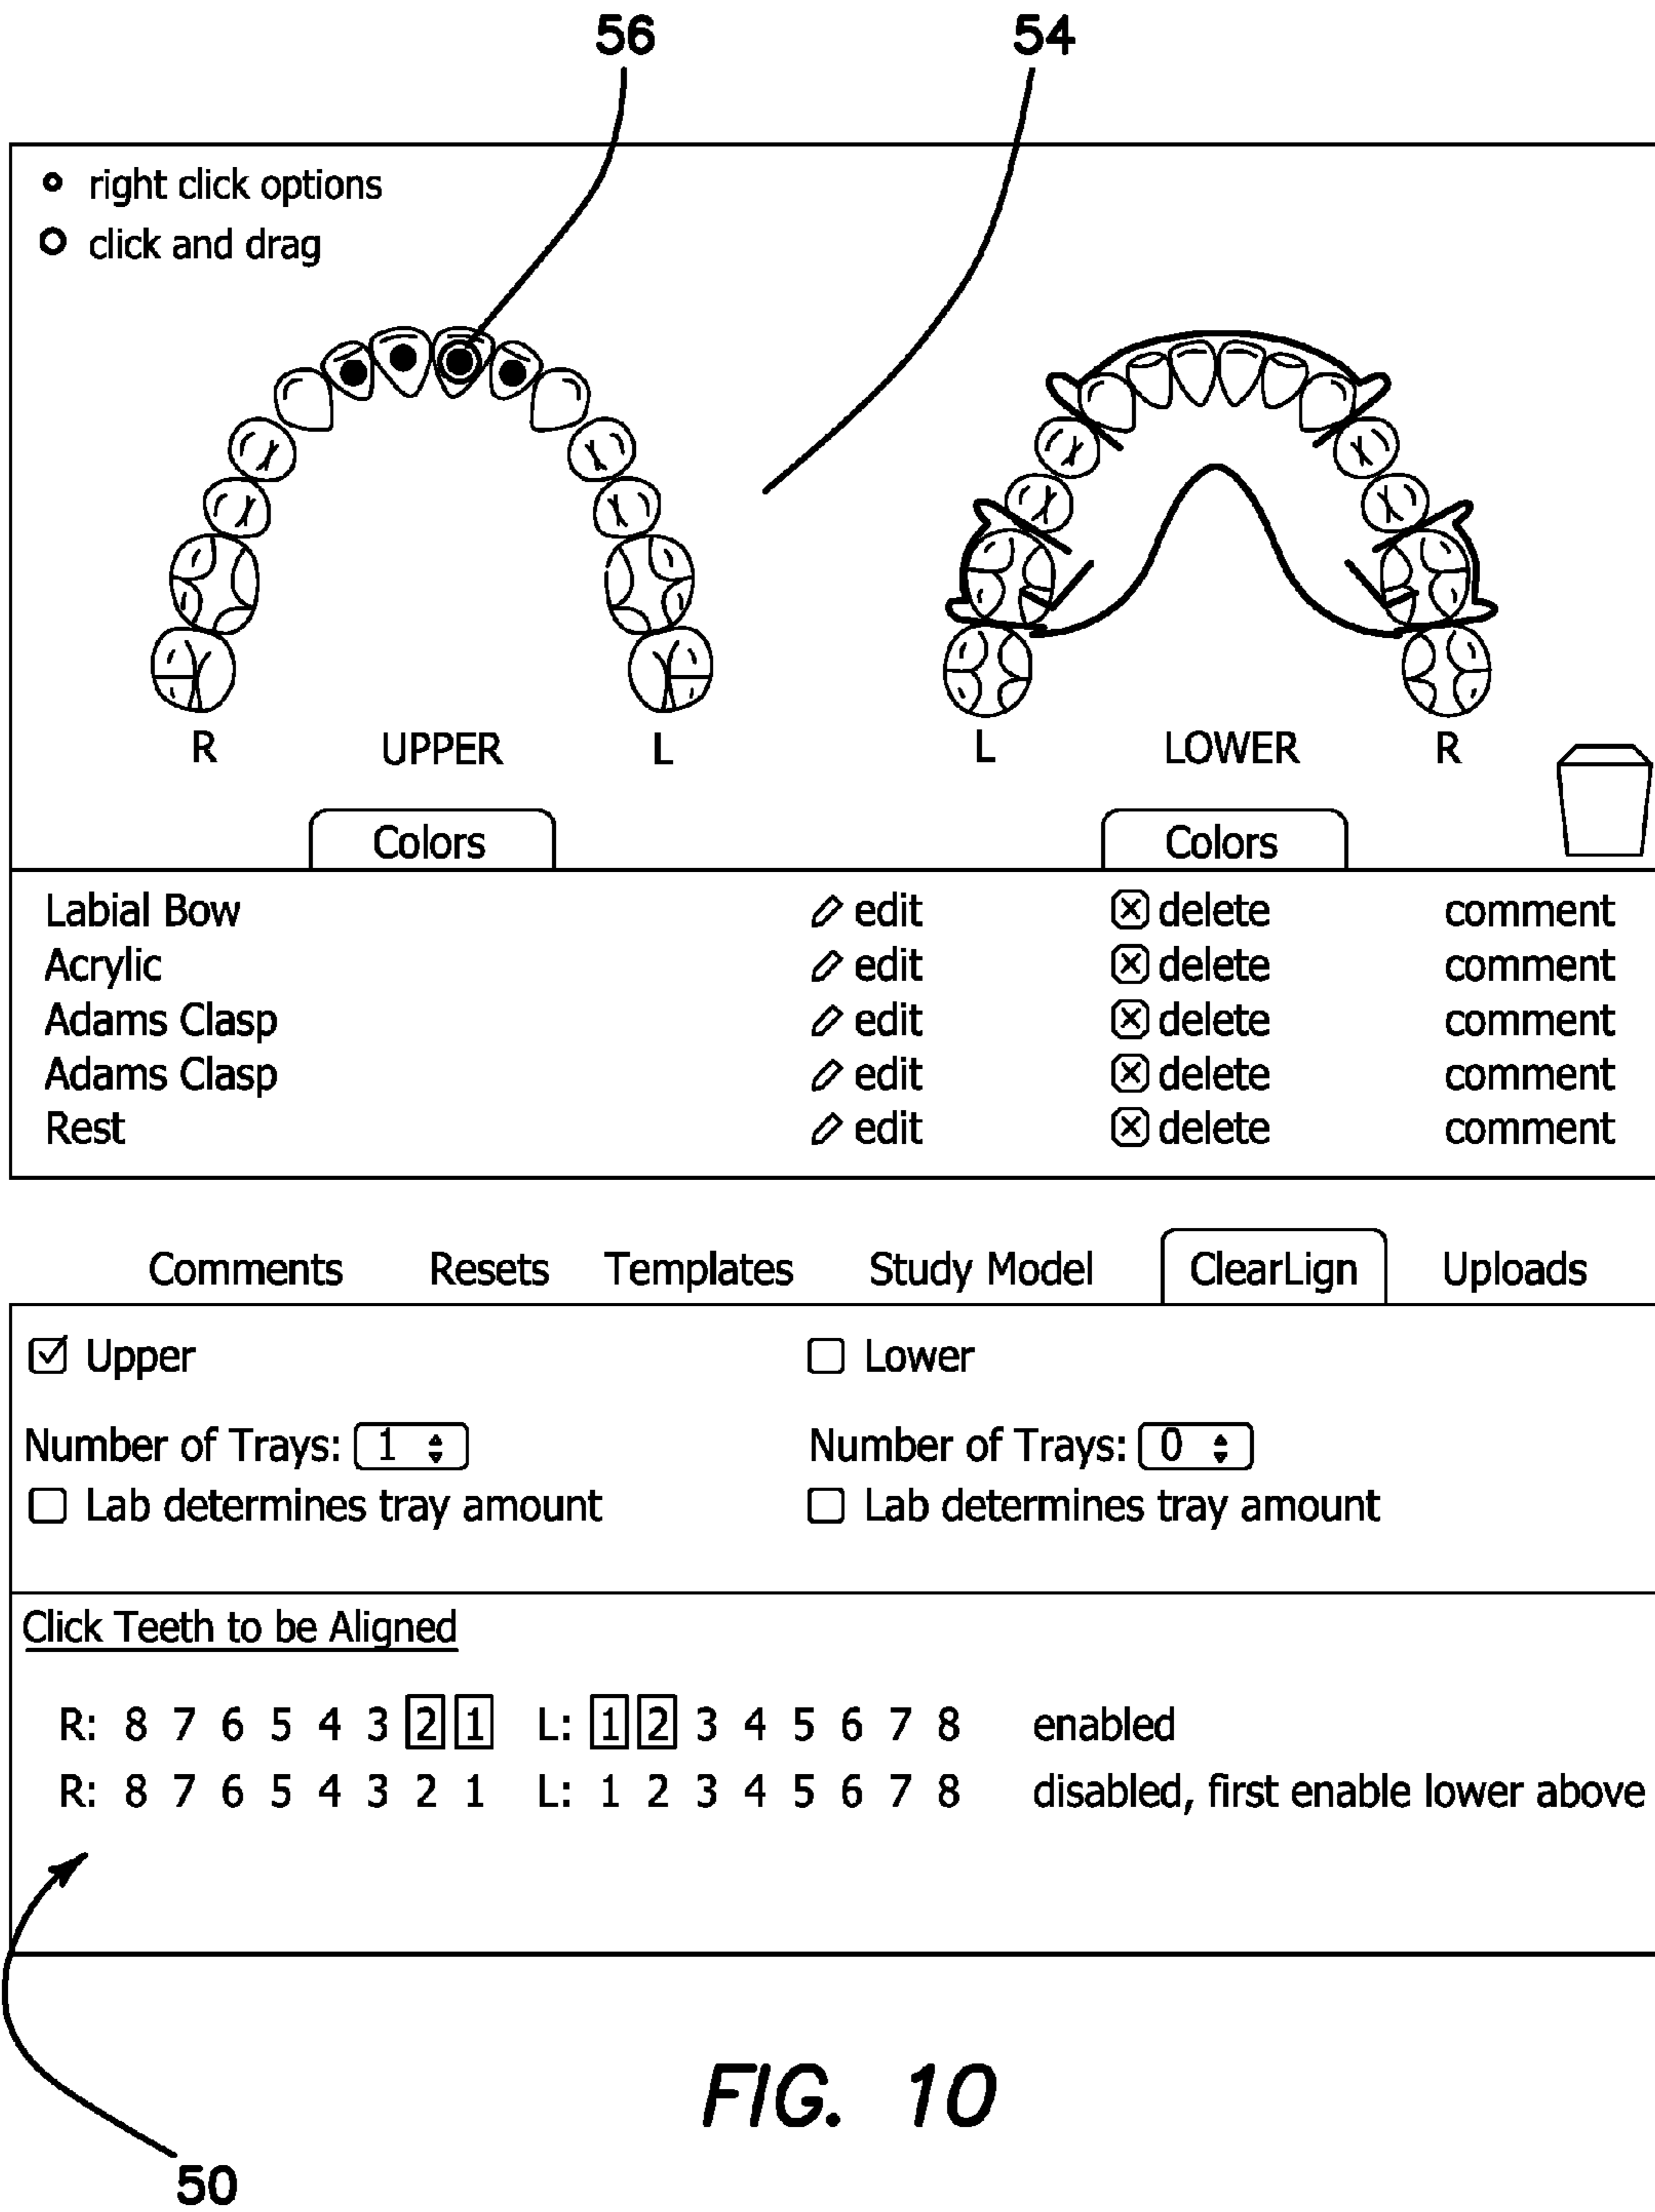 56 54
right click options
click and drag
R UPPER L L LOWER R
Colors Colors
Labial Bow edit delete comment
Acrylic edit delete comment
Adams Clasp edit delete comment
Adams Clasp edit delete comment
Rest edit delete comment
Comments Resets Templates Study Model ClearLign Uploads
Upper Lower
Number of Trays: 1 Number of Trays: 0
Lab determines tray amount Lab determines tray amount
Click Teeth to be Aligned
R: 8 7 6 5 4 3 2 1 L: 1 2 3 4 5 6 7 8 enabled
R: 8 7 6 5 4 3 2 1 L: 1 2 3 4 5 6 7 8 disabled, first enable lower above
FIG. 10
50